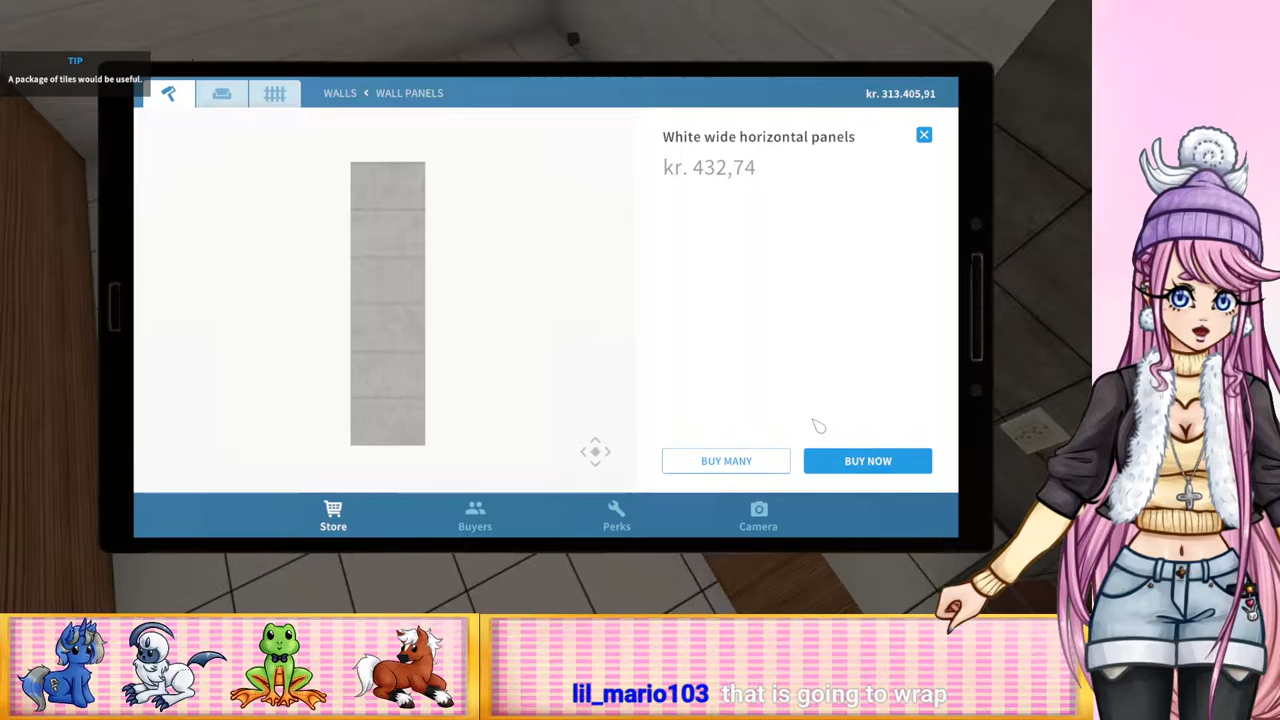 TIP
A package of tiles would be useful.
WALLS < WALL PANELS
kr. 313.405,91
White wide horizontal panels
kr. 432,74
BUY MANY
BUY NOW
Store
Buyers
Perks
Camera
lil_mario103 that is going to wrap